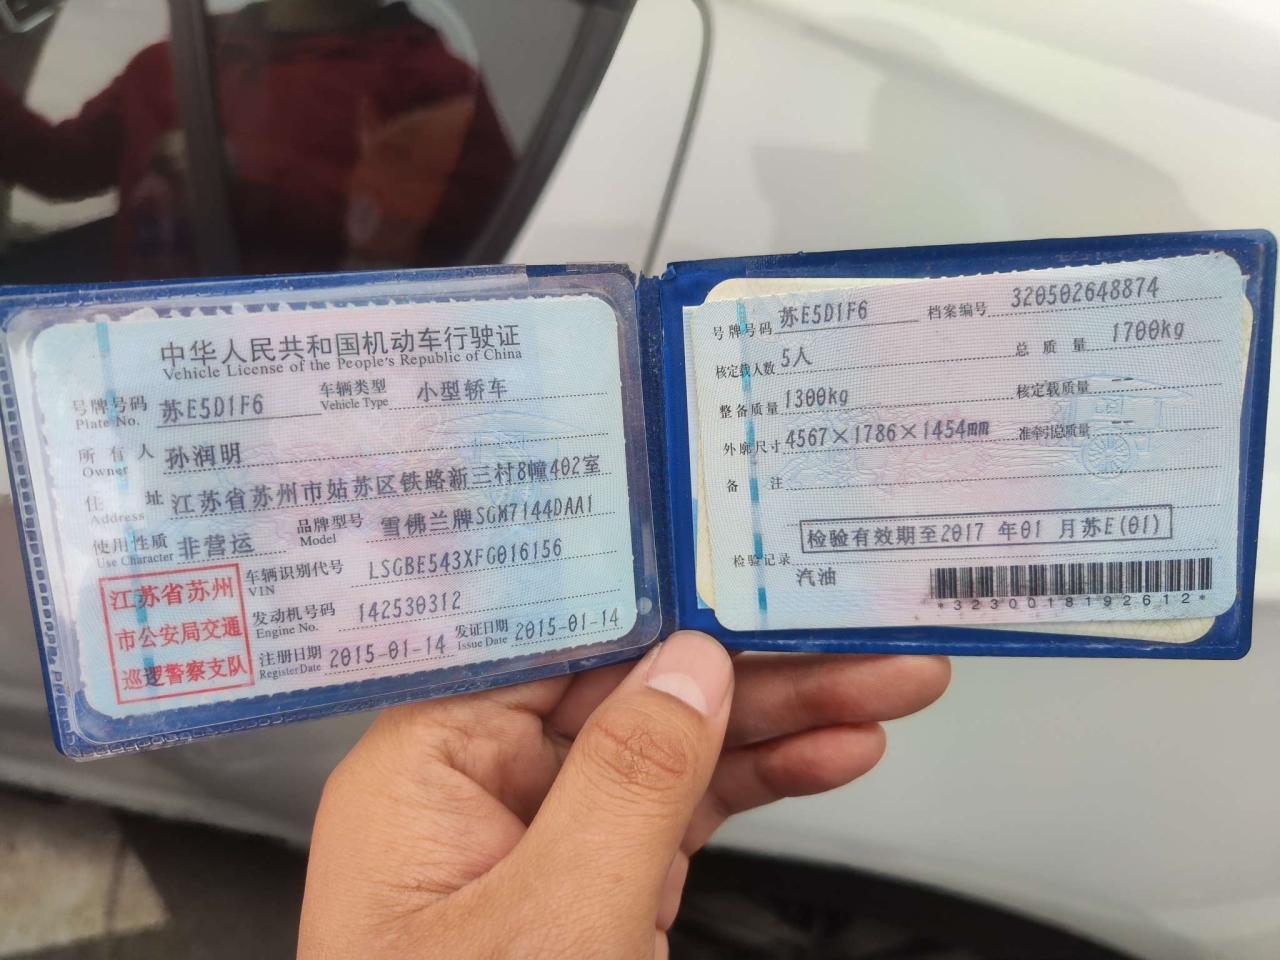 中华人民共和国机动车行驶证
Vehicle License of the People's Republic of China
号牌号码 苏E5D1F6 车辆类型 小型轿车
Plate No. Vehicle Type
所有人 孙润明
Owner
住址 江苏省苏州市姑苏区铁路新三村8幢402室
Address
使用性质 非营运 品牌型号 雪佛兰牌SGM7144DAA1
Use Character Model
车辆识别代号 LSGBE543XFG016156
VIN
发动机号码 142530312
Engine No.
注册日期 2015-01-14 发证日期 2015-01-14
Register Date Issue Date
江苏省苏州
市公安局交通
巡逻警察支队
号牌号码 苏E5D1F6 档案编号 320502648874
核定载人数 5人 总质量 1700kg
整备质量 1300kg 核定载质量 --
外廓尺寸 4567×1786×1454mm 准牵引总质量 --
备注
检验有效期至2017 年01 月苏E(01)
检验记录
汽油
*3230018192612*